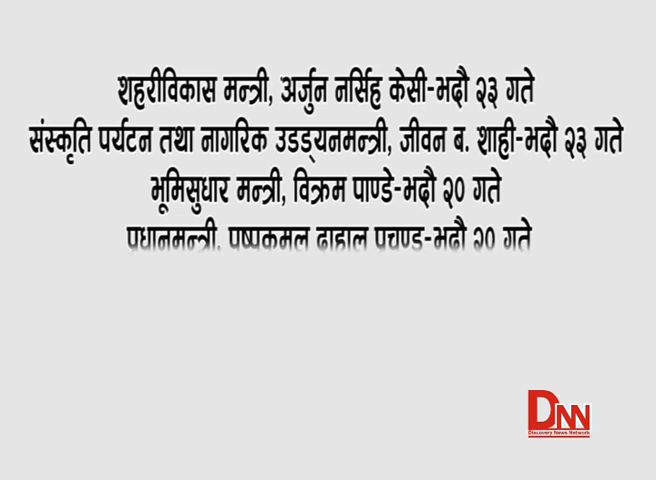 शहरीविकास मन्त्री, अर्जुन नर्सिह केसी-भदौ २३ गते
संस्कृति पर्यटन तथा नागरिक उडड्यनमन्त्री, जीवन ब. शाही-भदौ २३ गते
भूमिसुधार मन्त्री, विक्रम पाण्डे-भदौ २० गते
प्रधानमन्त्री, पुष्पकमल दाहाल प्रचण्ड-भदौ २० गते
DNN
Discovery News Network